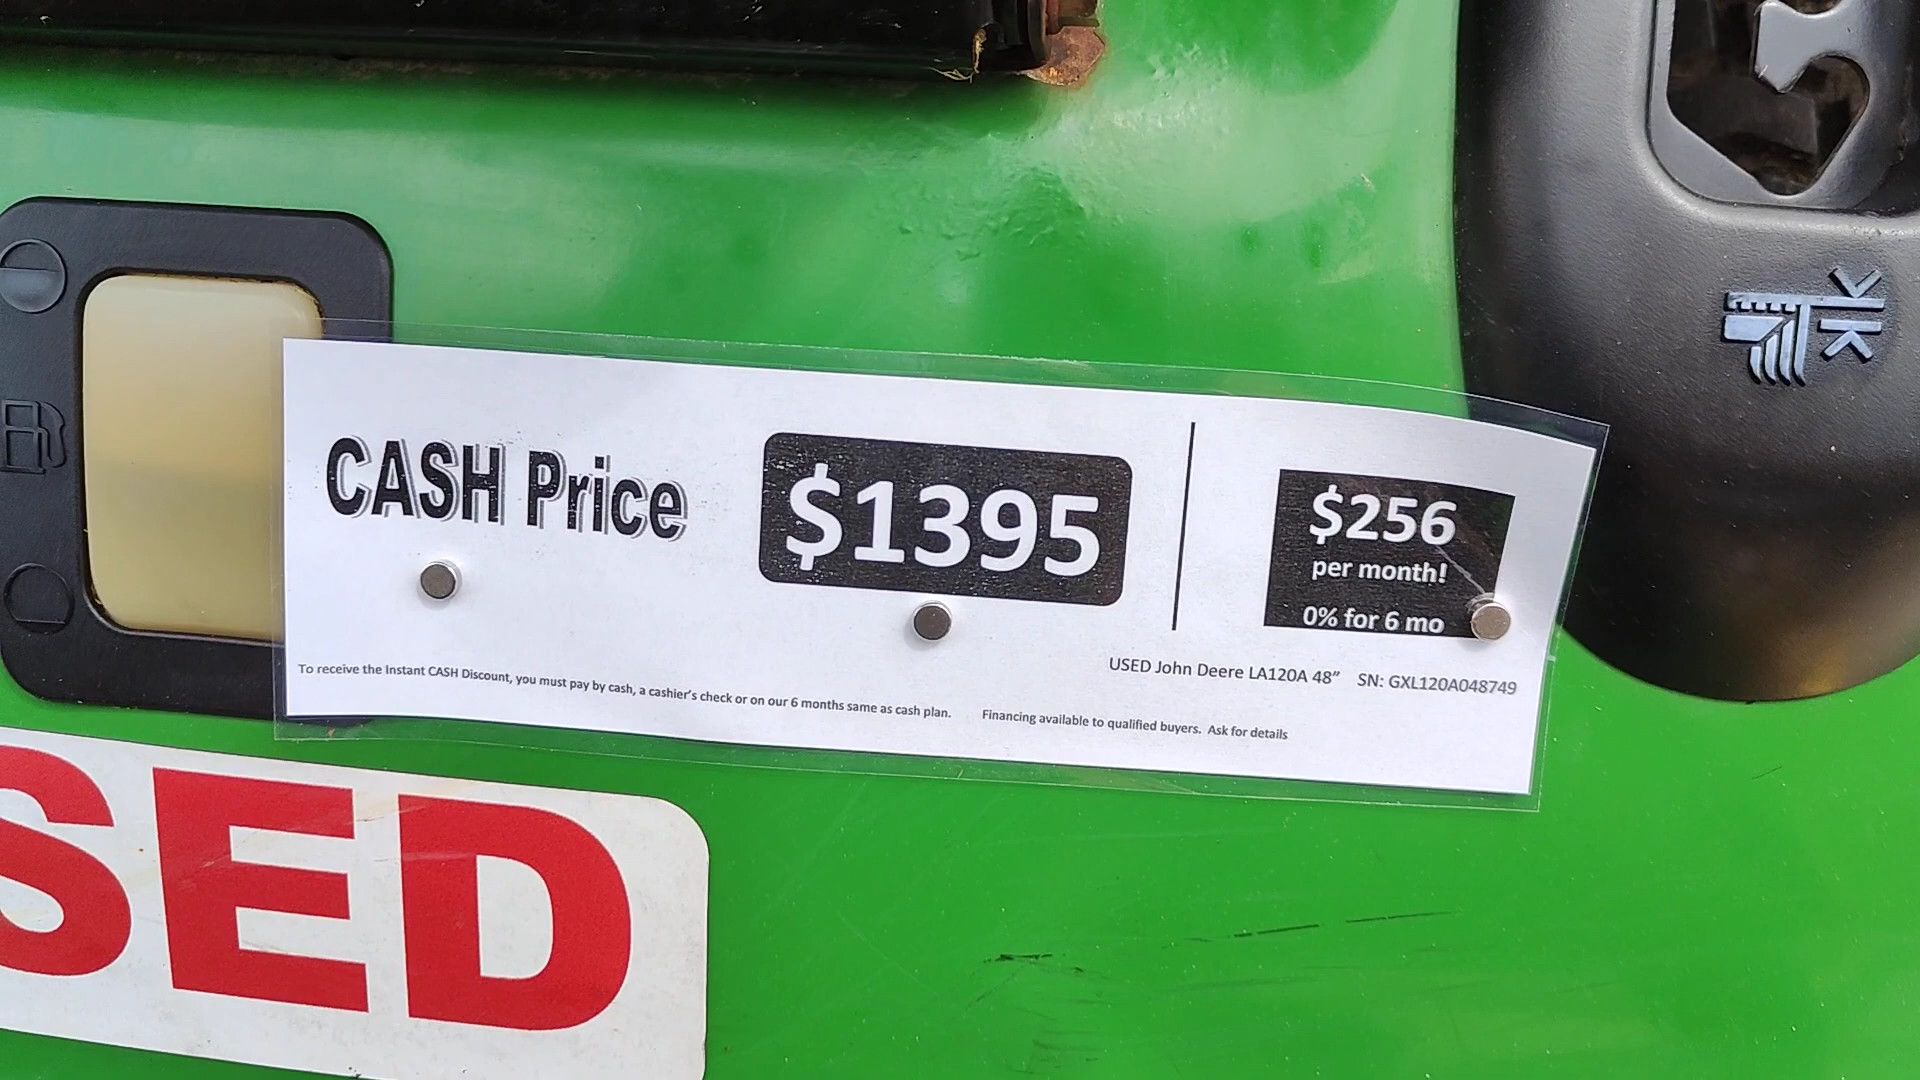 CASH Price
$1395
$256
per month!
0% for 6 mo
USED John Deere LA120A 48” SN: GXL120A048749
To receive the Instant CASH Discount, you must pay by cash, a cashier's check or on our 6 months same as cash plan. Financing available to qualified buyers. Ask for details
SED